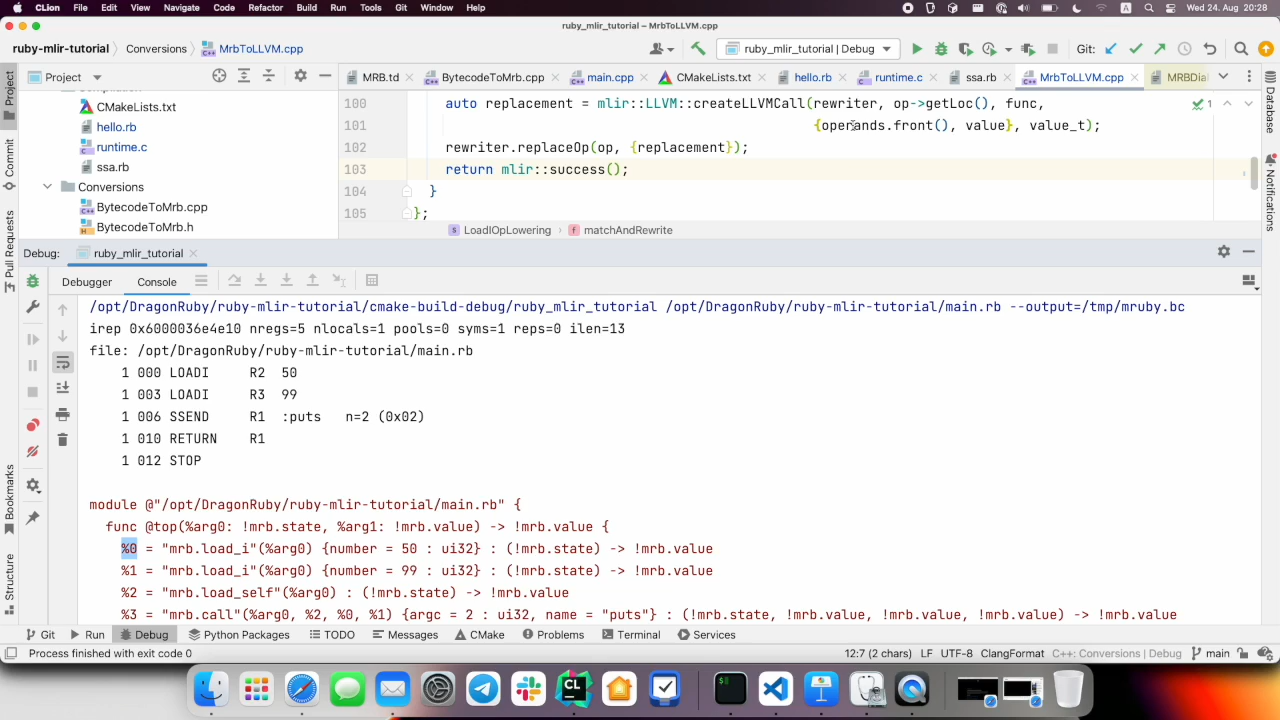 CLion File Edit View Navigate Code Refactor Build Run Tools Git Window Help A Wed 24. Aug 20:28
ruby_mlir_tutorial – MrbToLLVM.cpp
ruby-mlir-tutorial Conversions MrbToLLVM.cpp ruby_mlir_tutorial | Debug Git:
Project MRB.td BytecodeToMrb.cpp main.cpp CMakeLists.txt hello.rb runtime.c ssa.rb MrbToLLVM.cpp MRBDia
CMakeLists.txt
hello.rb
runtime.c
ssa.rb
Conversions
BytecodeToMrb.cpp
BytecodeToMrb.h
100 auto replacement = mlir::LLVM::createLLVMCall(rewriter, op->getLoc(), func,
101 {operands.front(), value}, value_t);
102 rewriter.replaceOp(op, {replacement});
103 return mlir::success();
104 }
105 };
1
LoadIOpLowering matchAndRewrite
Project
Commit
Pull Requests
Bookmarks
Structure
Database
Notifications
Debug: ruby_mlir_tutorial
Debugger Console
/opt/DragonRuby/ruby-mlir-tutorial/cmake-build-debug/ruby_mlir_tutorial /opt/DragonRuby/ruby-mlir-tutorial/main.rb --output=/tmp/mruby.bc
irep 0x6000036e4e10 nregs=5 nlocals=1 pools=0 syms=1 reps=0 ilen=13
file: /opt/DragonRuby/ruby-mlir-tutorial/main.rb
1 000 LOADI R2 50
1 003 LOADI R3 99
1 006 SSEND R1 :puts n=2 (0x02)
1 010 RETURN R1
1 012 STOP
module @"/opt/DragonRuby/ruby-mlir-tutorial/main.rb" {
func @top(%arg0: !mrb.state, %arg1: !mrb.value) -> !mrb.value {
%0 = "mrb.load_i"(%arg0) {number = 50 : ui32} : (!mrb.state) -> !mrb.value
%1 = "mrb.load_i"(%arg0) {number = 99 : ui32} : (!mrb.state) -> !mrb.value
%2 = "mrb.load_self"(%arg0) : (!mrb.state) -> !mrb.value
%3 = "mrb.call"(%arg0, %2, %0, %1) {argc = 2 : ui32, name = "puts"} : (!mrb.state, !mrb.value, !mrb.value, !mrb.value) -> !mrb.value
Git Run Debug Python Packages TODO Messages CMake Problems Terminal Services
Process finished with exit code 0 12:7 (2 chars) LF UTF-8 ClangFormat C++: Conversions | Debug main
CL